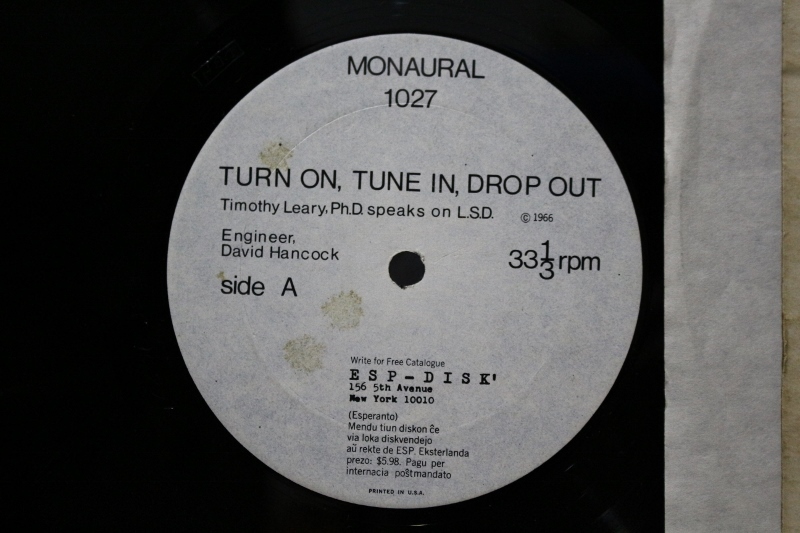 MONAURAL
1027
TURN ON, TUNE IN, DROP OUT
Timothy Leary, Ph.D. speaks on L.S.D. © 1966
Engineer,
David Hancock
33 1/3 rpm
side A
Write for Free Catalogue
ESP-DISK'
156 5th Avenue
New York 10010
(Esperanto)
Mendu tiun diskon ĉe
via loka diskvendejo
aŭ rekte de ESP. Eksterlanda
prezo: $5.98. Pagu per
internacia poŝtmandato
PRINTED IN U.S.A.